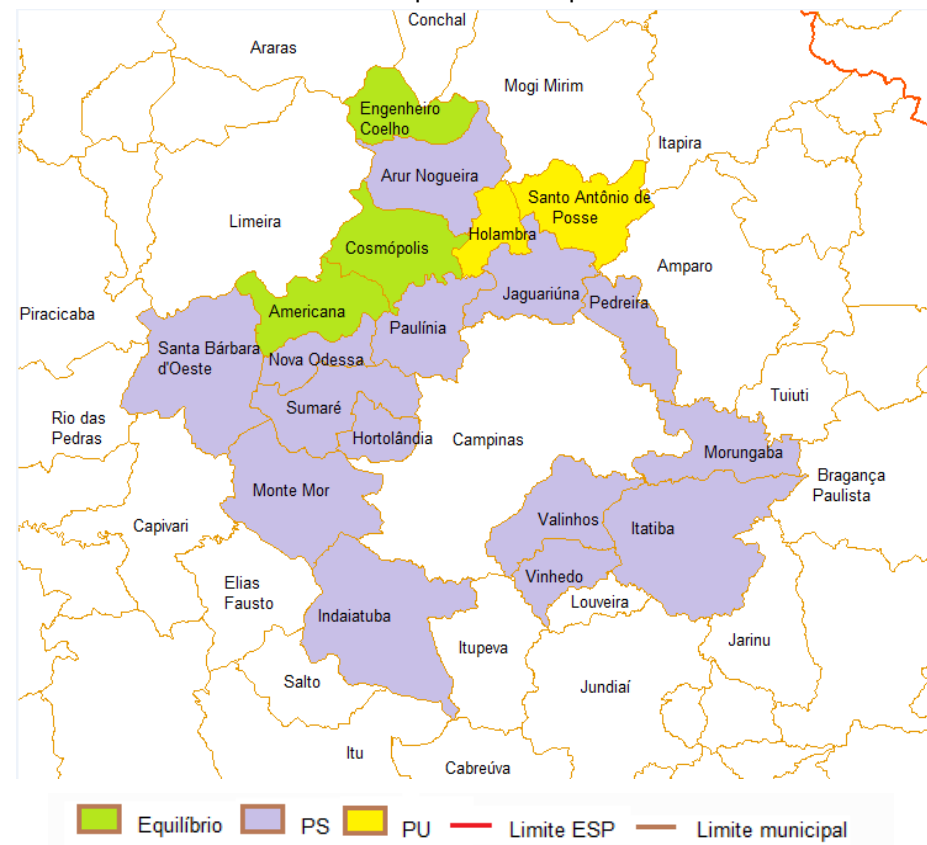 Conchal
Araras
Mogi Mirim
Engenheiro
Coelho
Itapira
Arur Nogueira
Santo Antônio de
Posse
Limeira
Holambra
Cosmópolis
Amparo
Jaguariúna
Pedreira
Piracicaba
Americana
Paulínia
Santa Bárbara
d'Oeste
Nova Odessa
Tuiuti
Sumaré
Rio das
Pedras
Hortolândia
Campinas
Morungaba
Bragança
Paulista
Monte Mor
Capivari
Valinhos
Itatiba
Elias
Fausto
Vinhedo
Louveira
Indaiatuba
Itupeva
Jarinu
Salto
Jundiaí
Itu
Cabreúva
Equilíbrio PS PU Limite ESP Limite municipal